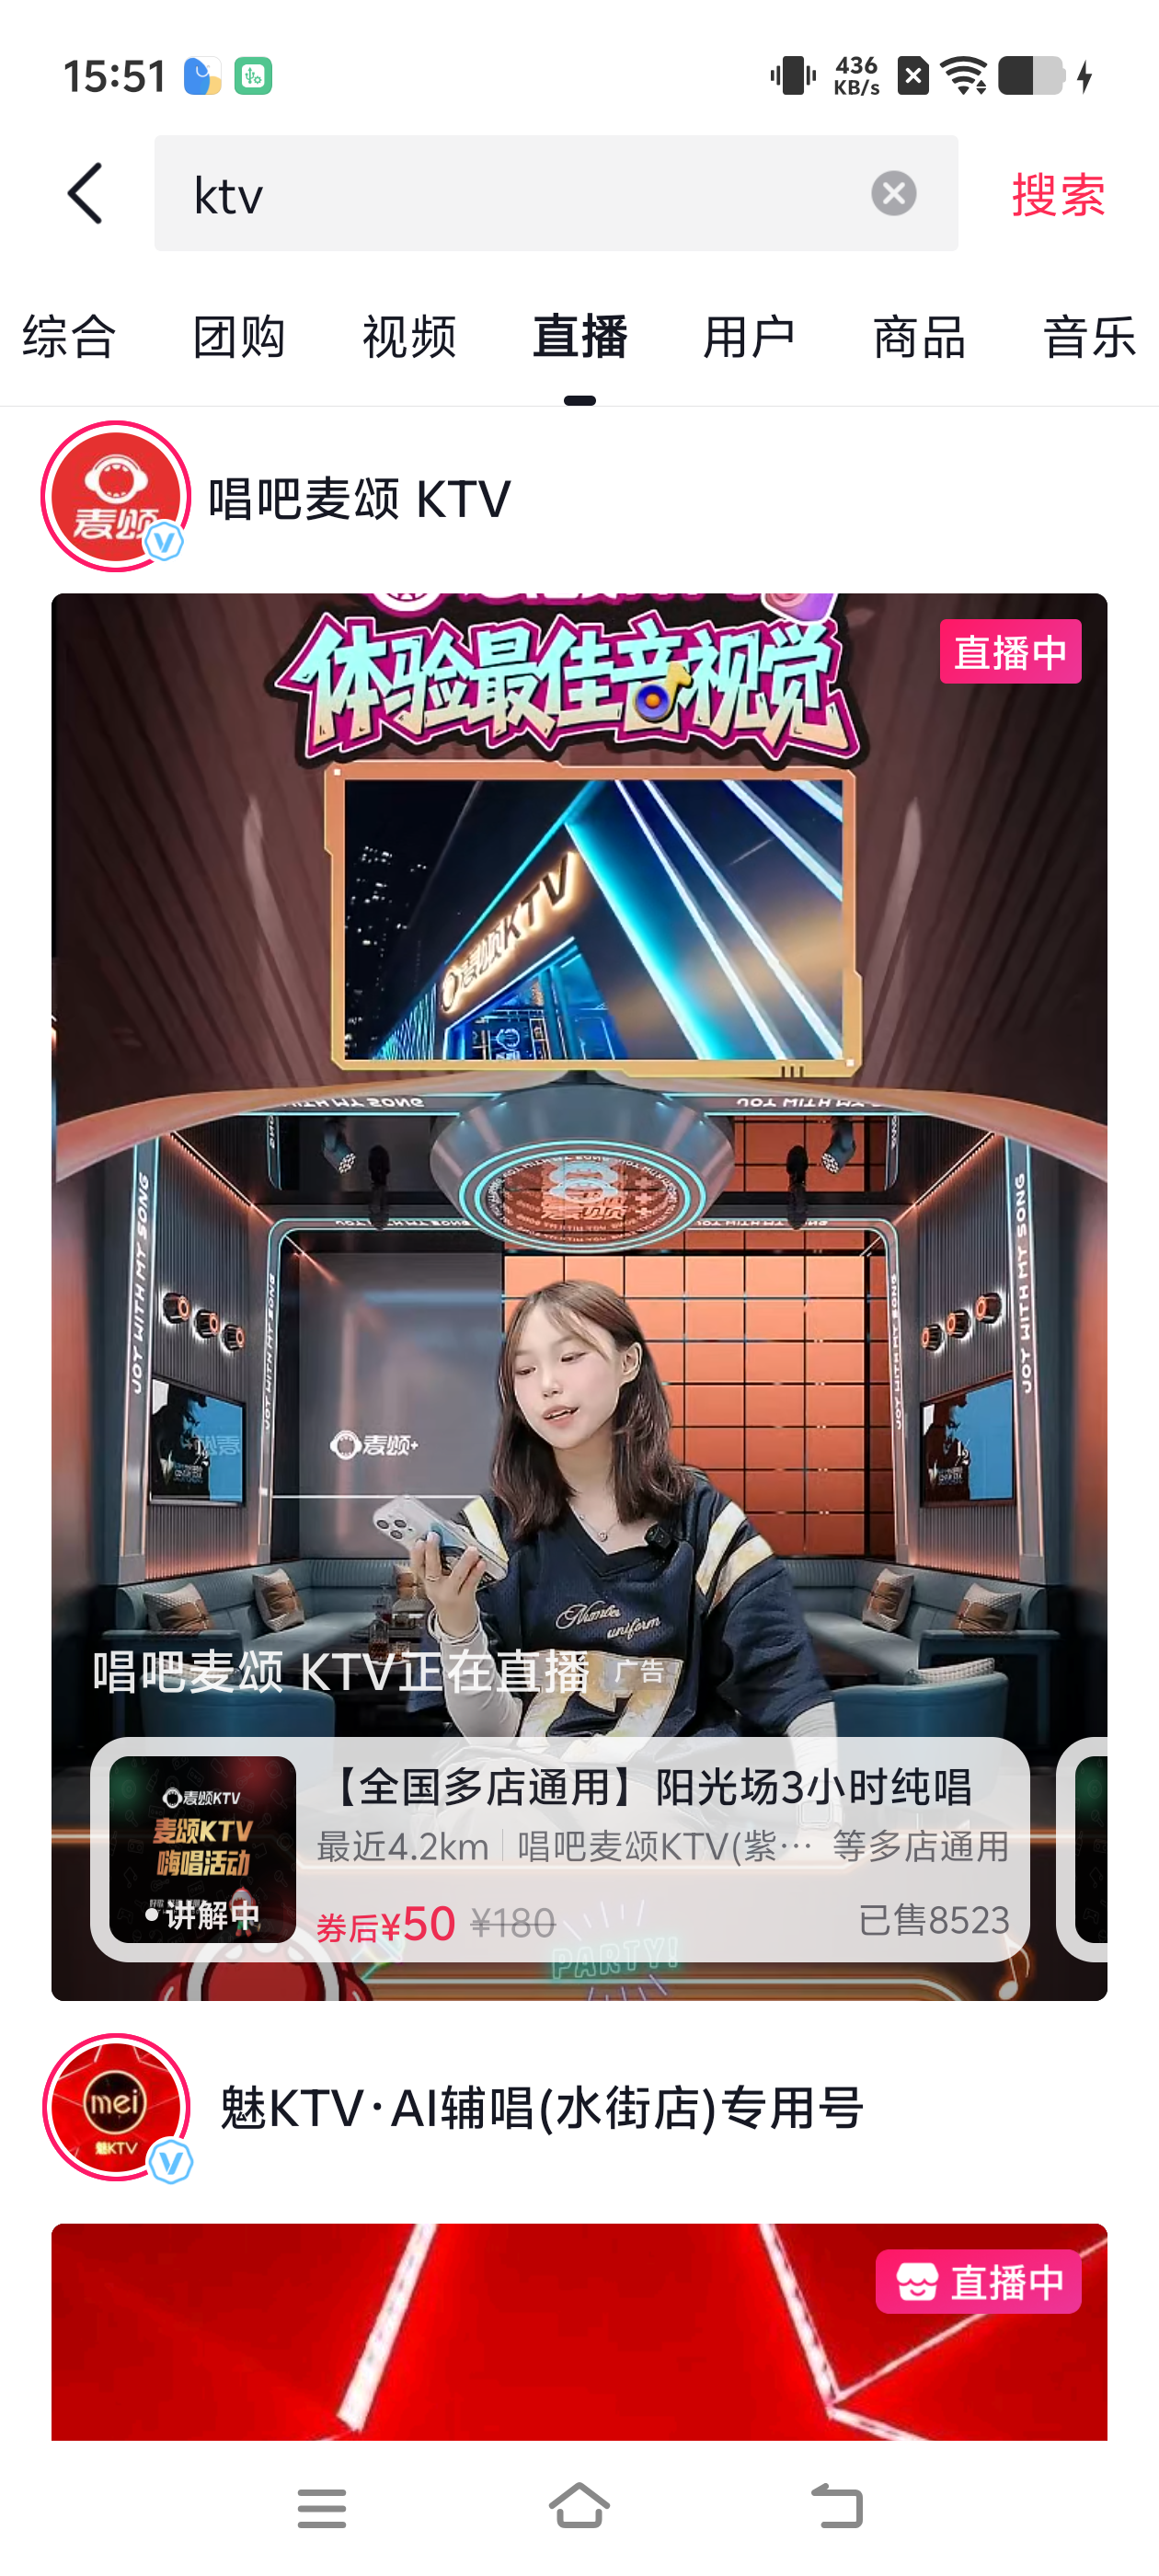 15:51
436
KB/s
ktv
搜索
综合 团购 视频 直播 用户 商品 音乐
麦颂
唱吧麦颂 KTV
体验最佳音视觉
直播中
麦颂KTV
JOY WITH MY SONG
JOY WITH MY SONG
麦颂+
Number
uniform
唱吧麦颂 KTV正在直播 广告
麦颂KTV
麦颂KTV
嗨唱活动
讲解中
【全国多店通用】阳光场3小时纯唱
最近4.2km 唱吧麦颂KTV(紫… 等多店通用
券后¥50 ¥180
已售8523
PARTY!
mei
魅KTV
魅KTV·AI辅唱(水街店)专用号
直播中